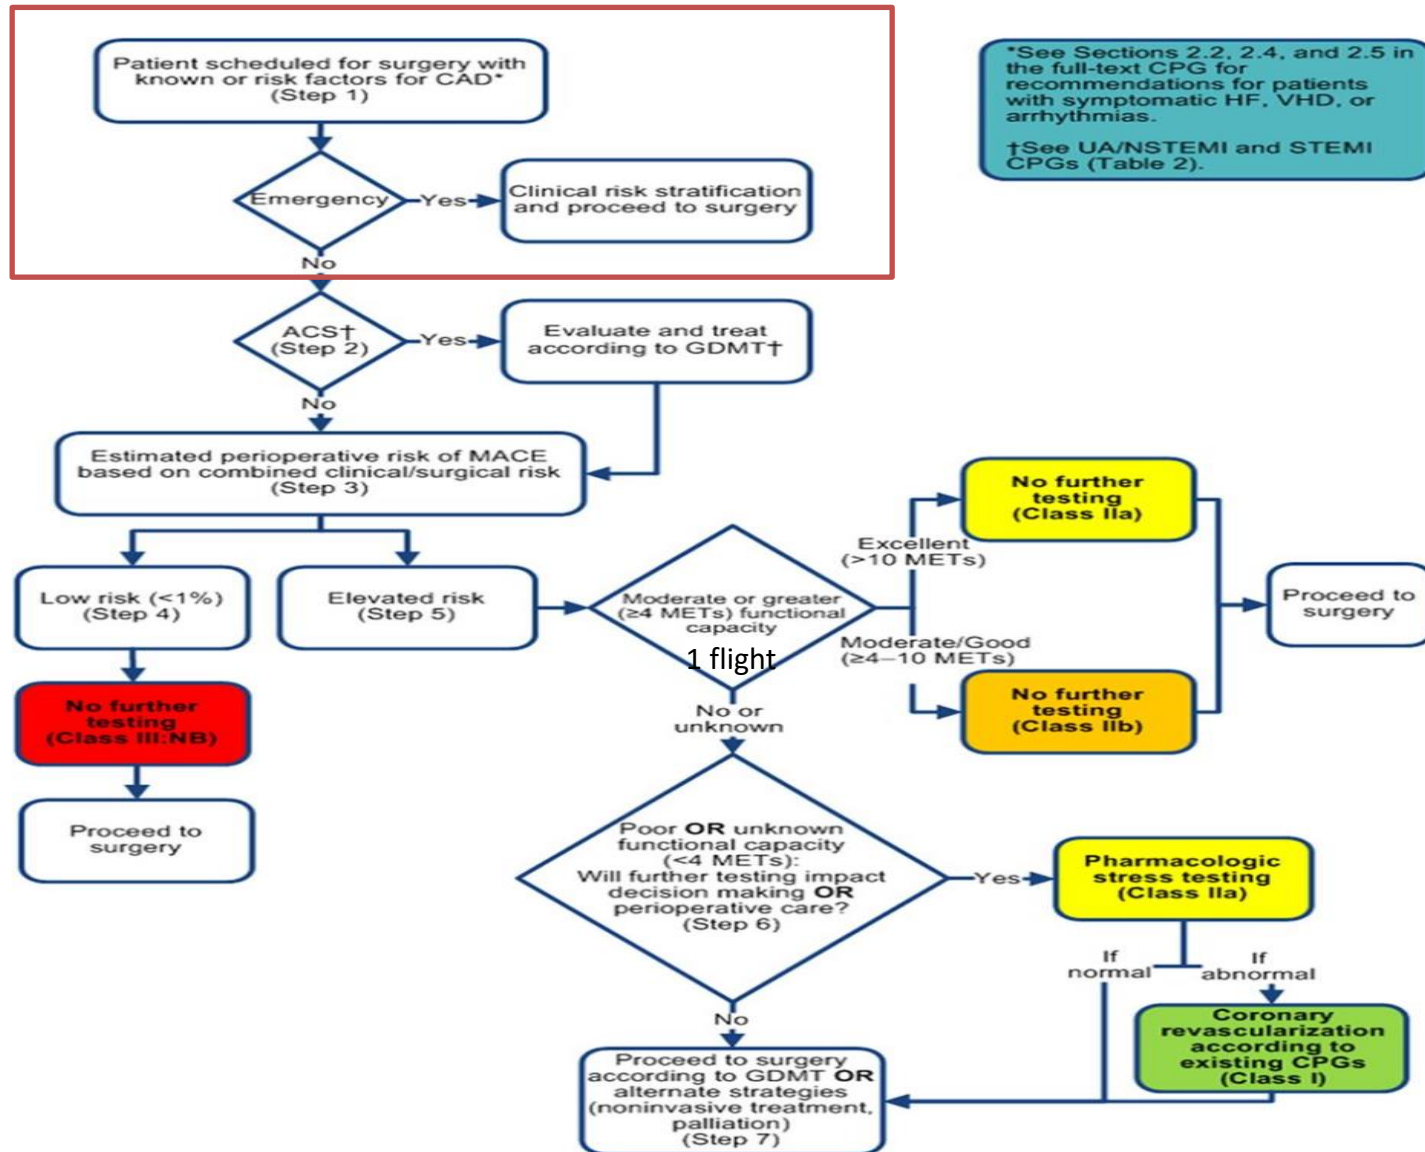 Patient scheduled for surgery with
known or risk factors for CAD*
(Step 1)
*See Sections 2.2, 2.4, and 2.5 in
the full-text CPG for
recommendations for patients
with symptomatic HF, VHD, or
arrhythmias.
†See UA/NSTEMI and STEMI
CPGs (Table 2).
Emergency
Yes
Clinical risk stratification
and proceed to surgery
No
ACS†
(Step 2)
Yes
Evaluate and treat
according to GDMT†
No
Estimated perioperative risk of MACE
based on combined clinical/surgical risk
(Step 3)
Low risk (<1%)
(Step 4)
Elevated risk
(Step 5)
No further
testing
(Class III:NB)
Proceed to
surgery
Moderate or greater
(≥4 METs) functional
capacity
1 flight
Excellent
(>10 METs)
No further
testing
(Class IIa)
Moderate/Good
(≥4–10 METs)
No further
testing
(Class IIb)
Proceed to
surgery
No or
unknown
Poor OR unknown
functional capacity
(<4 METs):
Will further testing impact
decision making OR
perioperative care?
(Step 6)
Yes
Pharmacologic
stress testing
(Class IIa)
If
normal
If
abnormal
Coronary
revascularization
according to
existing CPGs
(Class I)
No
Proceed to surgery
according to GDMT OR
alternate strategies
(noninvasive treatment,
palliation)
(Step 7)